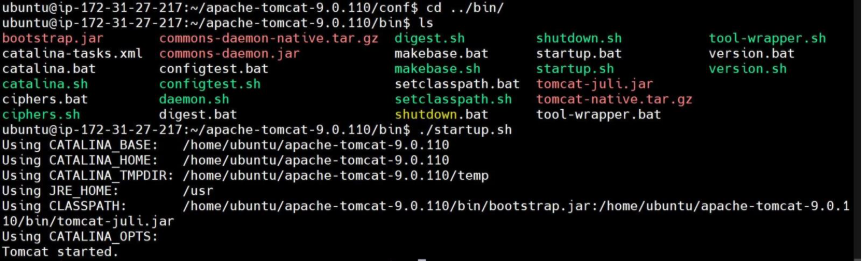 ubuntu@ip-172-31-27-217:~/apache-tomcat-9.0.110/conf$ cd ../bin/
ubuntu@ip-172-31-27-217:~/apache-tomcat-9.0.110/bin$ ls
bootstrap.jar commons-daemon-native.tar.gz digest.sh shutdown.sh tool-wrapper.sh
catalina-tasks.xml commons-daemon.jar makebase.bat startup.bat version.bat
catalina.bat configtest.bat makebase.sh startup.sh version.sh
catalina.sh configtest.sh setclasspath.bat tomcat-juli.jar
ciphers.bat daemon.sh setclasspath.sh tomcat-native.tar.gz
ciphers.sh digest.bat shutdown.bat tool-wrapper.bat
ubuntu@ip-172-31-27-217:~/apache-tomcat-9.0.110/bin$ ./startup.sh
Using CATALINA_BASE: /home/ubuntu/apache-tomcat-9.0.110
Using CATALINA_HOME: /home/ubuntu/apache-tomcat-9.0.110
Using CATALINA_TMPDIR: /home/ubuntu/apache-tomcat-9.0.110/temp
Using JRE_HOME: /usr
Using CLASSPATH: /home/ubuntu/apache-tomcat-9.0.110/bin/bootstrap.jar:/home/ubuntu/apache-tomcat-9.0.1
10/bin/tomcat-juli.jar
Using CATALINA_OPTS:
Tomcat started.